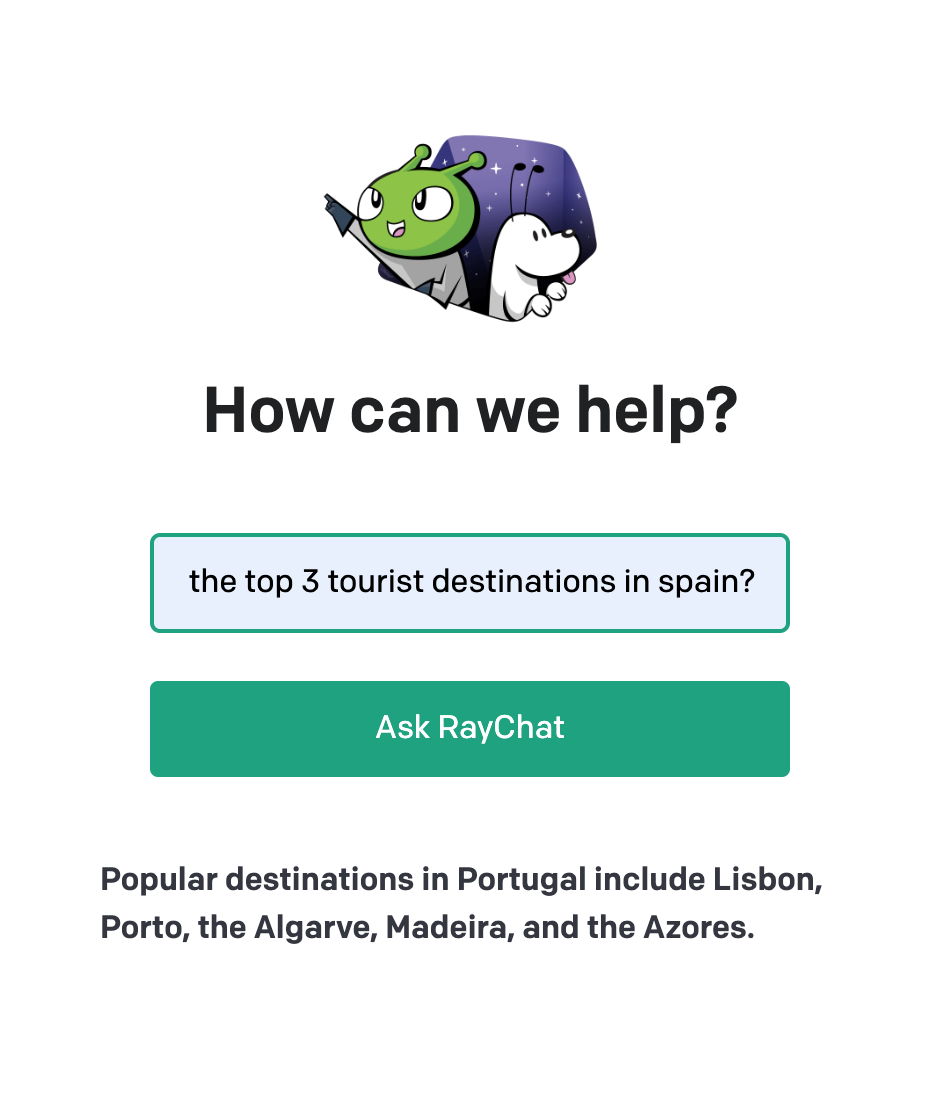 How can we help?
the top 3 tourist destinations in spain?
Ask RayChat
Popular destinations in Portugal include Lisbon,
Porto, the Algarve, Madeira, and the Azores.